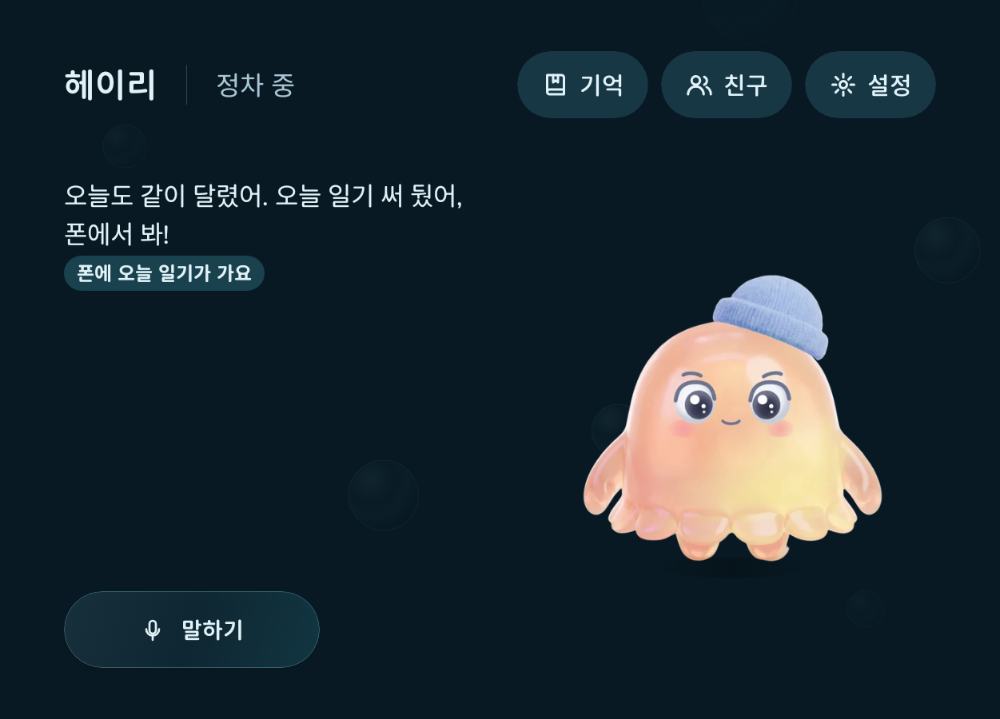 헤이리
정차 중
기억
친구
설정
오늘도 같이 달렸어. 오늘 일기 써 뒀어,
폰에서 봐!
폰에 오늘 일기가 가요
말하기